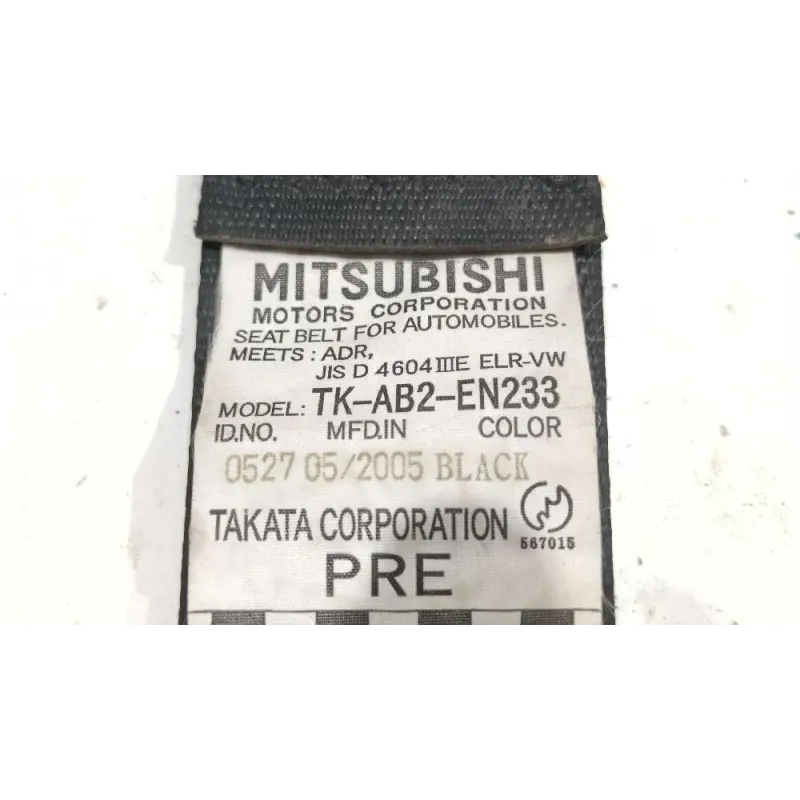 MITSUBISHI
MOTORS CORPORATION
SEAT BELT FOR AUTOMOBILES.
MEETS: ADR,
JIS D 4604 IIIE ELR-VW
MODEL: TK-AB2-EN233
ID.NO. MFD.IN COLOR
0527 05/2005 BLACK
TAKATA CORPORATION
567015
PRE